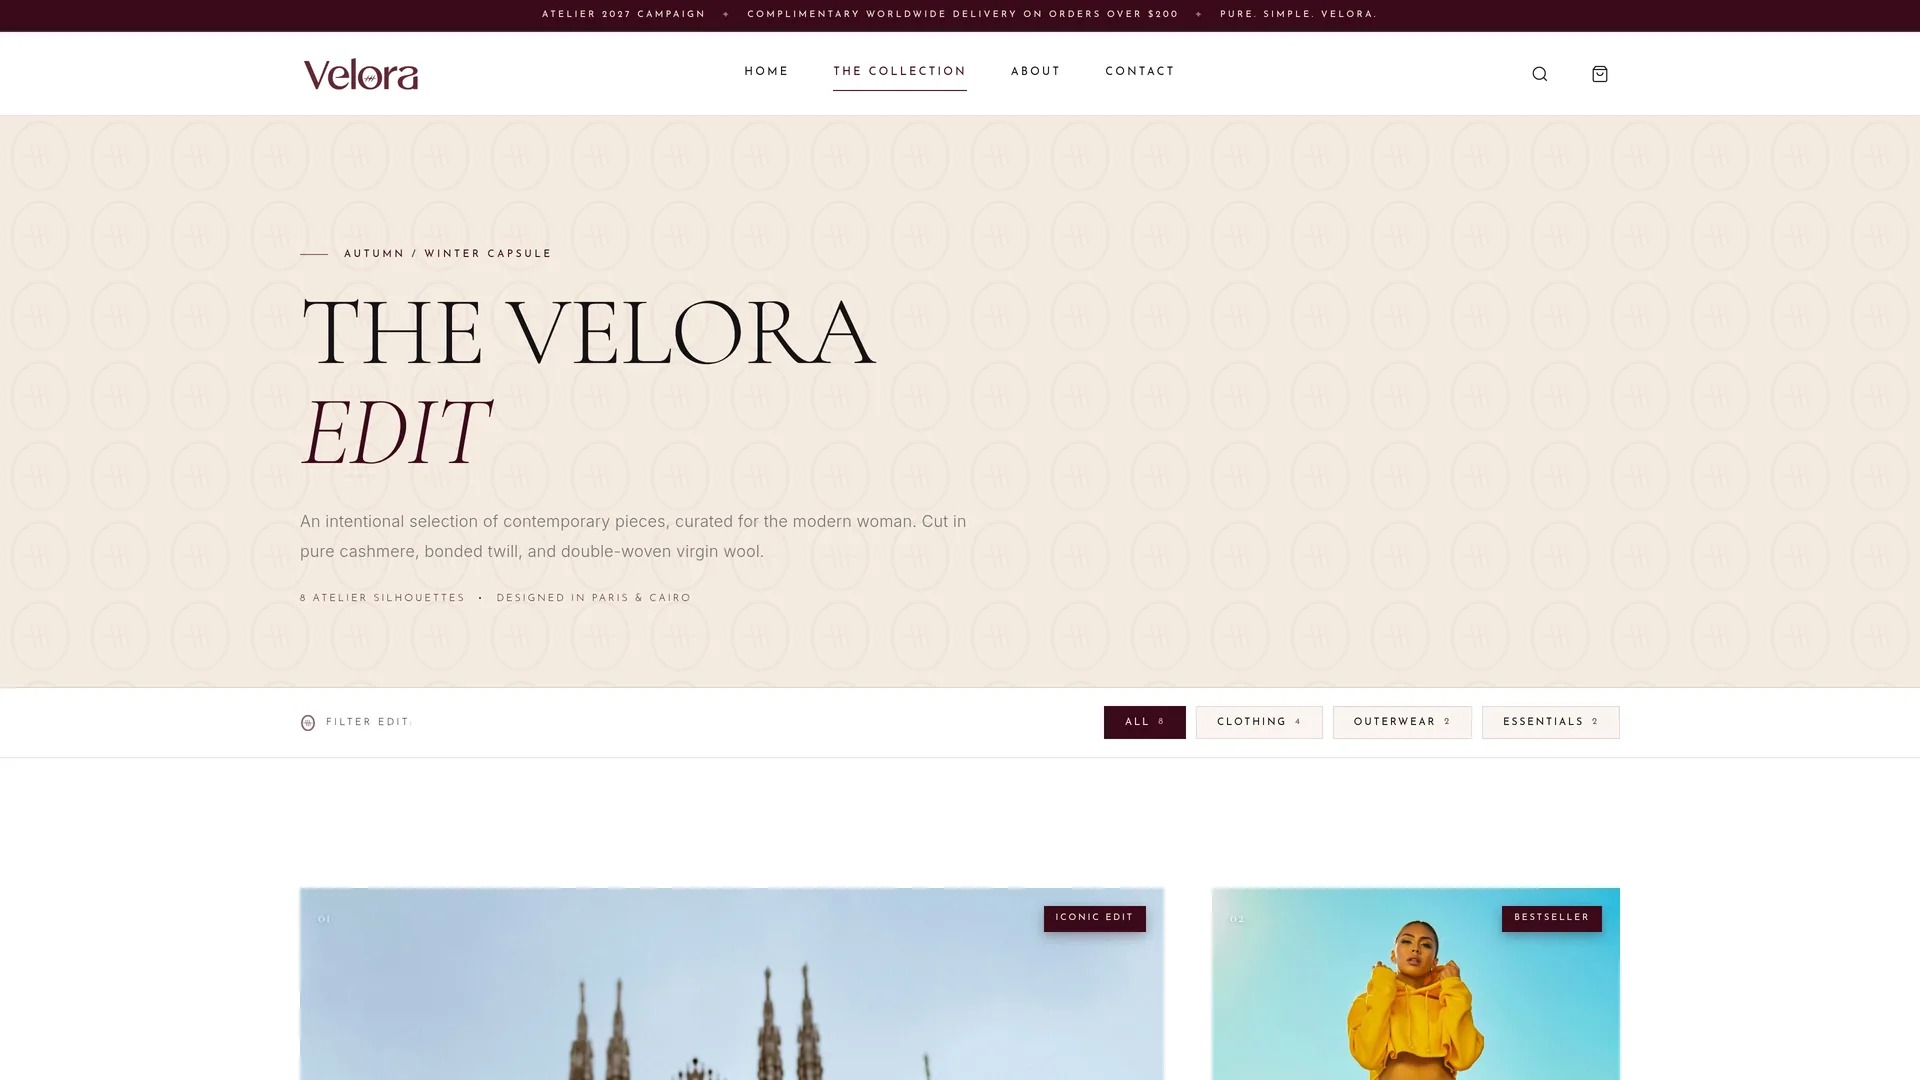 ATELIER 2027 CAMPAIGN ✦ COMPLIMENTARY WORLDWIDE DELIVERY ON ORDERS OVER $200 ✦ PURE. SIMPLE. VELORA.
Velora
HOME THE COLLECTION ABOUT CONTACT
AUTUMN / WINTER CAPSULE
THE VELORA
EDIT
An intentional selection of contemporary pieces, curated for the modern woman. Cut in
pure cashmere, bonded twill, and double-woven virgin wool.
8 ATELIER SILHOUETTES • DESIGNED IN PARIS & CAIRO
FILTER EDIT:
ALL 8 CLOTHING 4 OUTERWEAR 2 ESSENTIALS 2
01 ICONIC EDIT
02 BESTSELLER